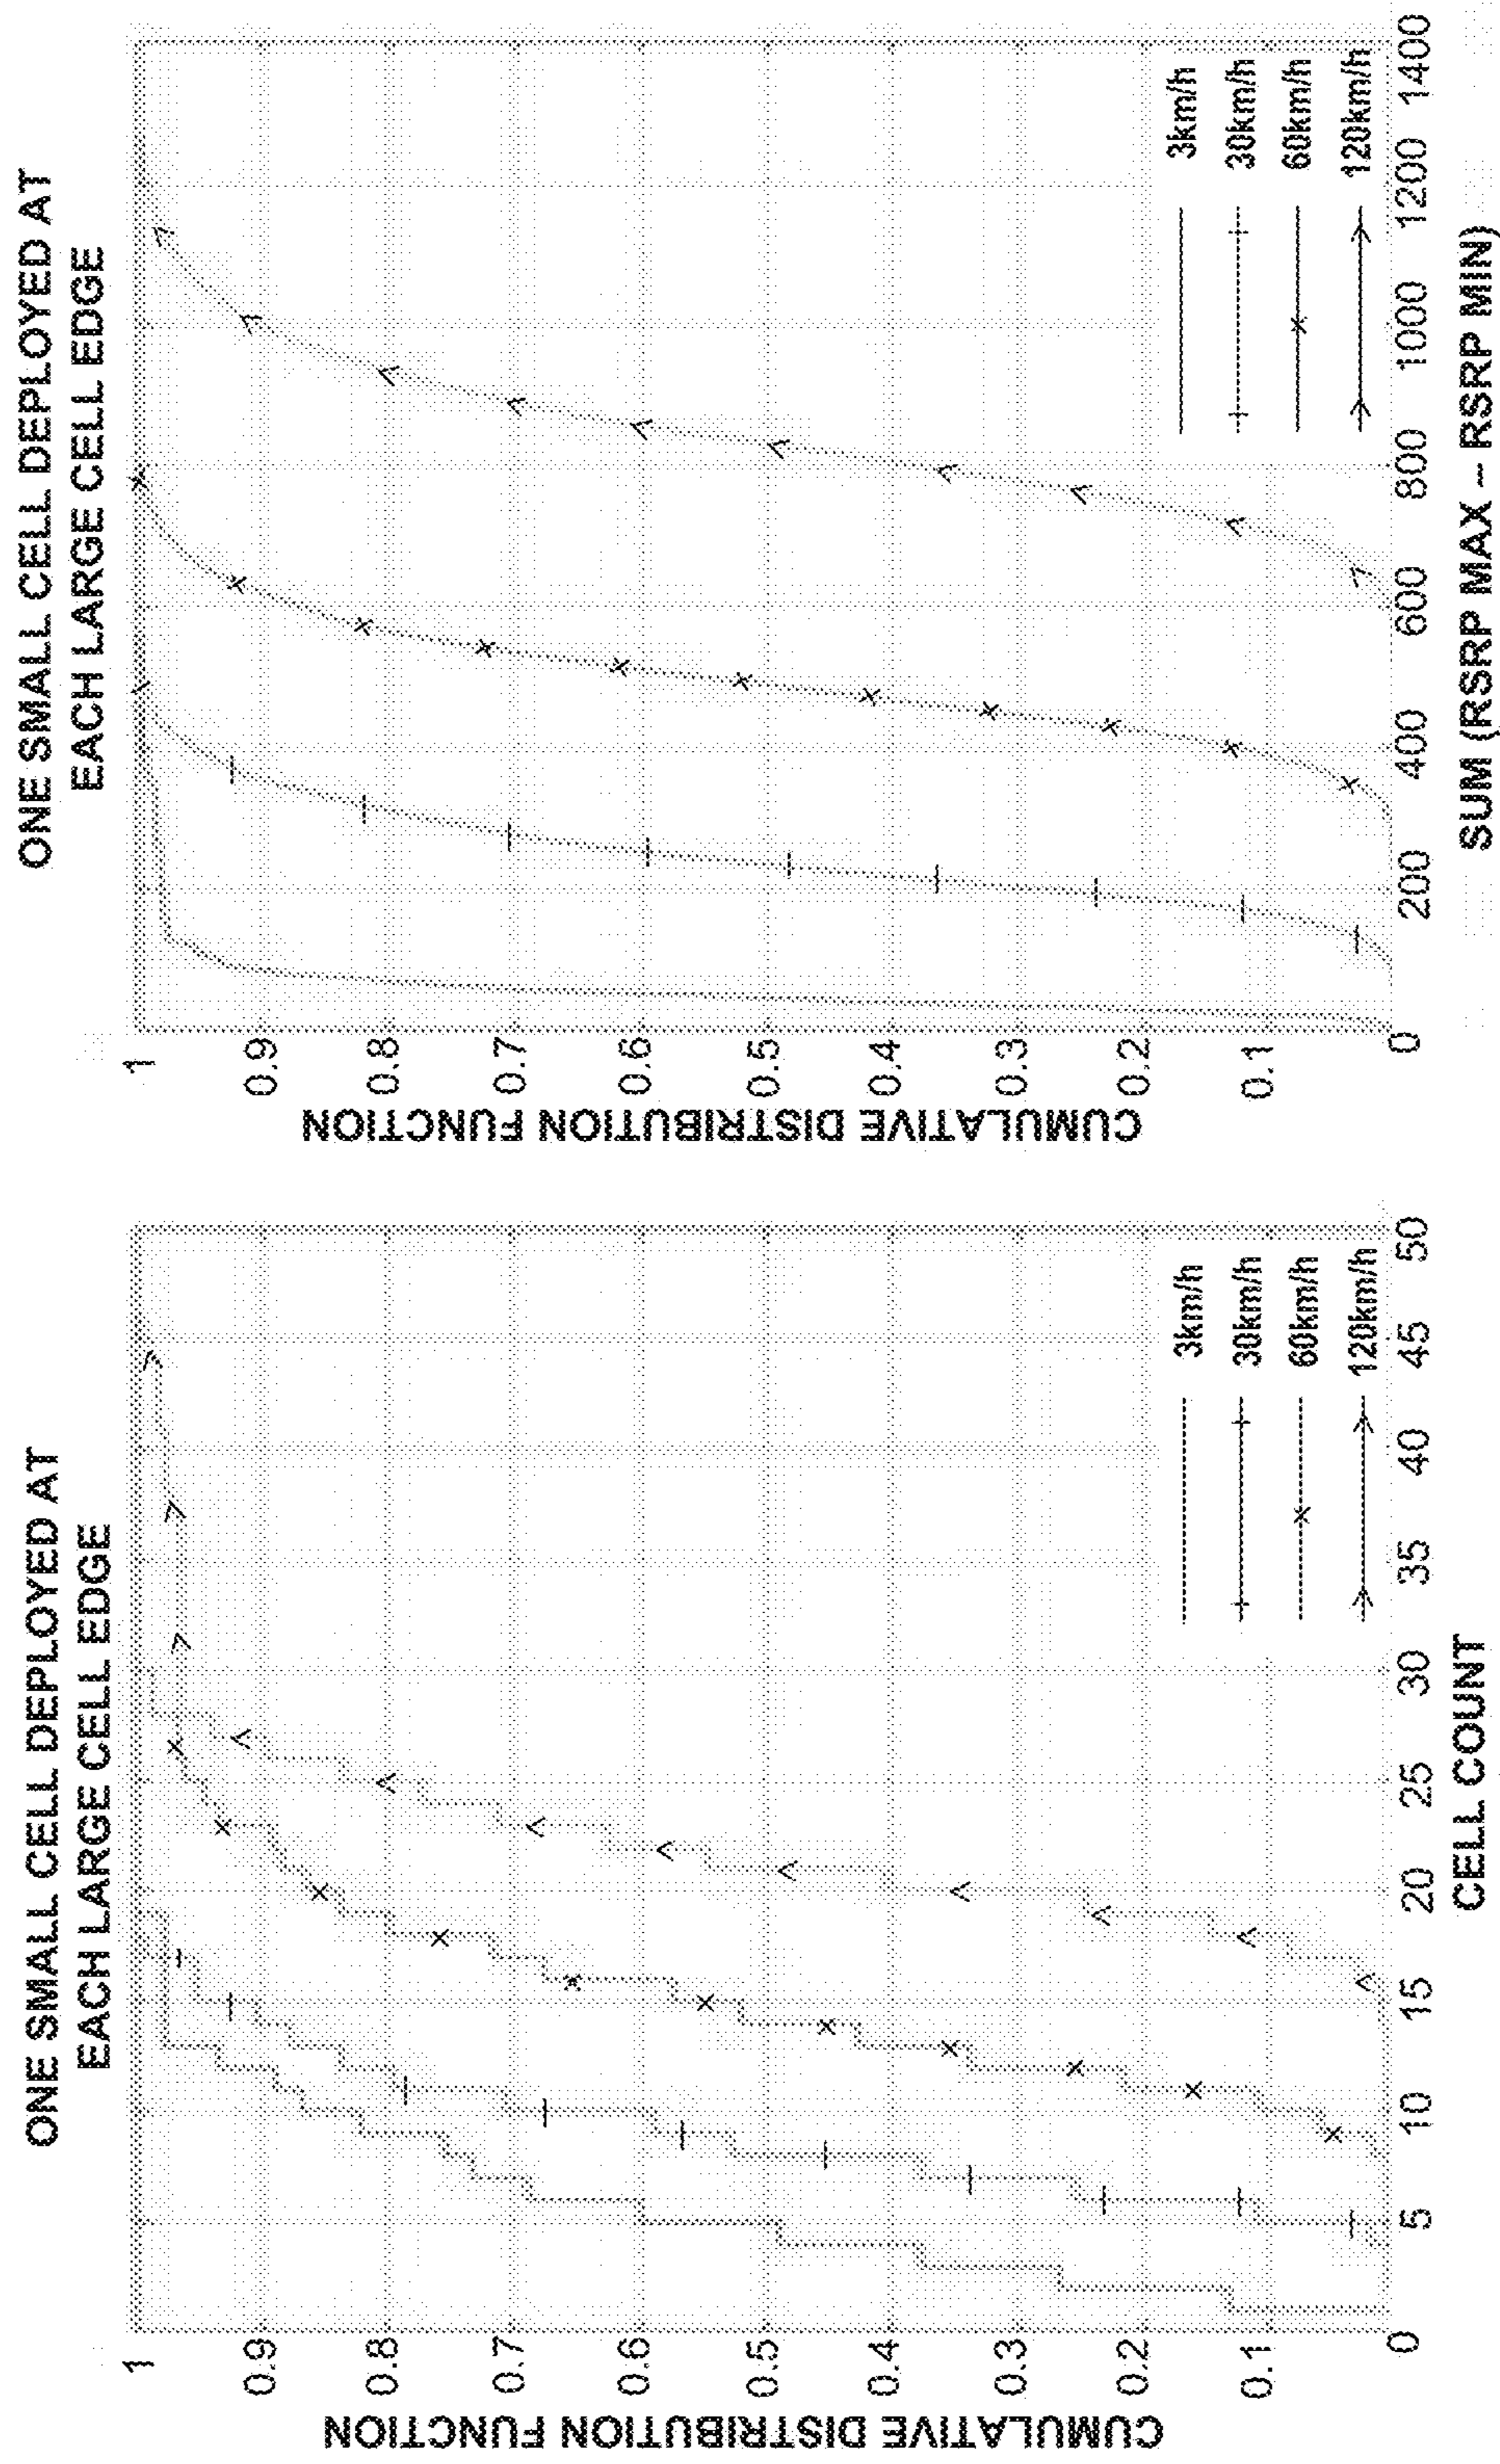 ONE SMALL CELL DEPLOYED AT
EACH LARGE CELL EDGE
CUMULATIVE DISTRIBUTION FUNCTION
1
0.9
0.8
0.7
0.6
0.5
0.4
0.3
0.2
0.1
0
5
10
15
20
25
30
35
40
45
50
CELL COUNT
3km/h
30km/h
60km/h
120km/h
ONE SMALL CELL DEPLOYED AT
EACH LARGE CELL EDGE
CUMULATIVE DISTRIBUTION FUNCTION
1
0.9
0.8
0.7
0.6
0.5
0.4
0.3
0.2
0.1
0
200
400
600
800
1000
1200
1400
SUM (RSRP MAX – RSRP MIN)
3km/h
30km/h
60km/h
120km/h